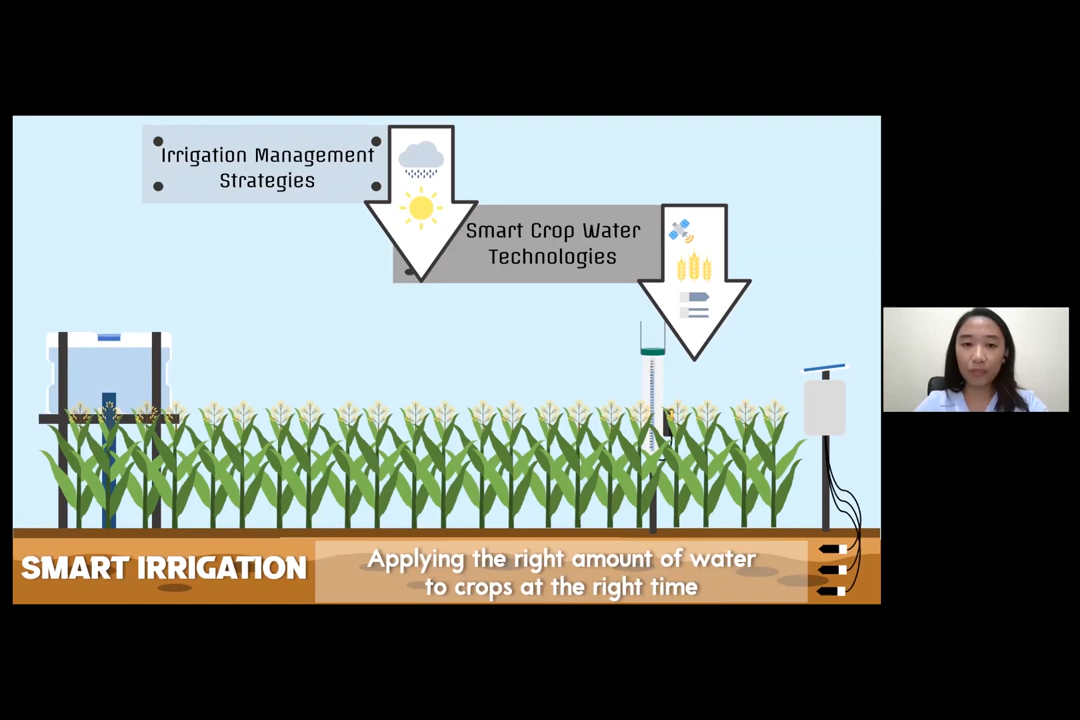 Irrigation Management
Strategies
Smart Crop Water
Technologies
SMART IRRIGATION
Applying the right amount of water
to crops at the right time